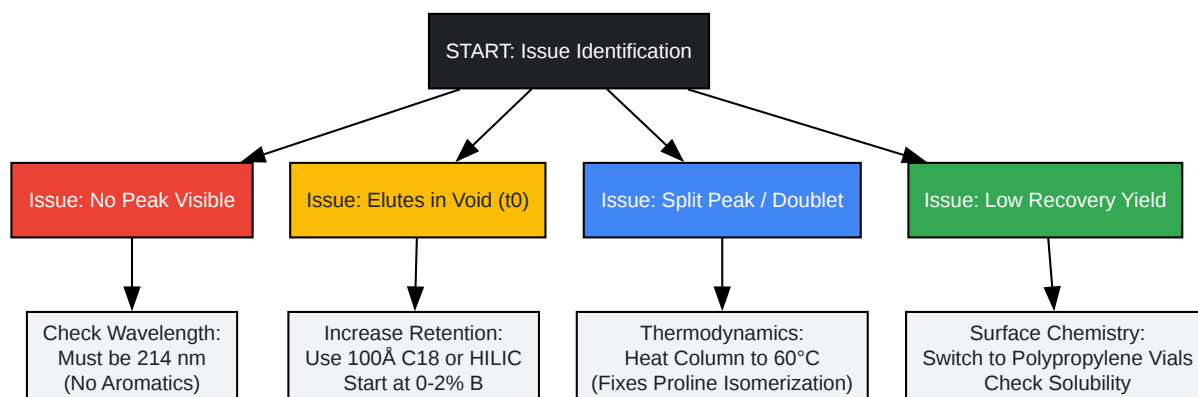 START: Issue Identification
Issue: No Peak Visible
Issue: Elutes in Void (t0)
Issue: Split Peak / Doublet
Issue: Low Recovery Yield
Check Wavelength:
Must be 214 nm
(No Aromatics)
Increase Retention:
Use 100Å C18 or HILIC
Start at 0-2% B
Thermodynamics:
Heat Column to 60°C
(Fixes Proline Isomerization)
Surface Chemistry:
Switch to Polypropylene Vials
Check Solubility